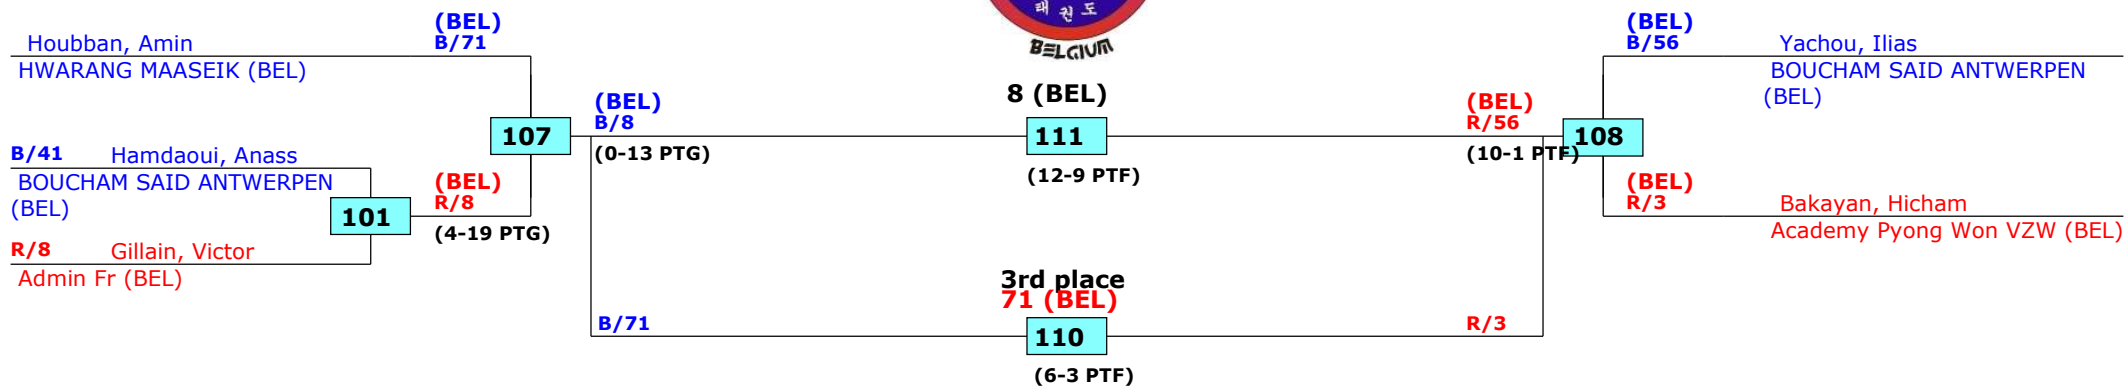 태권도
BELGIUM
Houbban, Amin
HWARANG MAASEIK (BEL)
(BEL)
B/71
107
B/41 Hamdaoui, Anass
BOUCHAM SAID ANTWERPEN
(BEL)
101
R/8 Gillain, Victor
Admin Fr (BEL)
(BEL)
R/8
(4-19 PTG)
(BEL)
B/8
(0-13 PTG)
8 (BEL)
111
(12-9 PTF)
3rd place
71 (BEL)
B/71
110
R/3
(6-3 PTF)
(BEL)
R/56
(10-1 PTF)
108
(BEL)
B/56
Yachou, Ilias
BOUCHAM SAID ANTWERPEN
(BEL)
(BEL)
R/3
Bakayan, Hicham
Academy Pyong Won VZW (BEL)